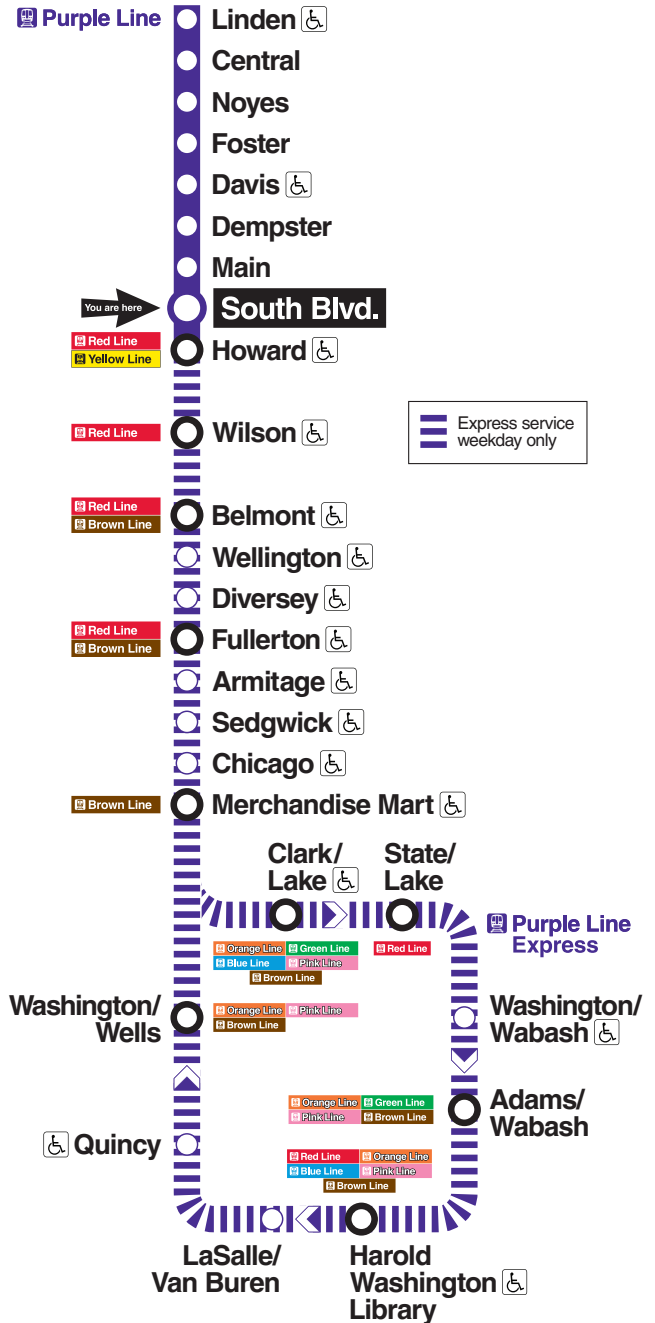 Purple Line
Linden
Central
Noyes
Foster
Davis
Dempster
Main
You are here
South Blvd.
Red Line
Yellow Line
Howard
Express service
weekday only
Red Line
Wilson
Red Line
Brown Line
Belmont
Wellington
Diversey
Red Line
Brown Line
Fullerton
Armitage
Sedgwick
Chicago
Brown Line
Merchandise Mart
Clark/
Lake
State/
Lake
Purple Line
Express
Orange Line Green Line
Blue Line Pink Line
Brown Line
Red Line
Washington/
Wells
Orange Line Pink Line
Brown Line
Washington/
Wabash
Orange Line Green Line
Pink Line Brown Line
Adams/
Wabash
Quincy
Red Line Orange Line
Blue Line Pink Line
Brown Line
LaSalle/
Van Buren
Harold
Washington
Library